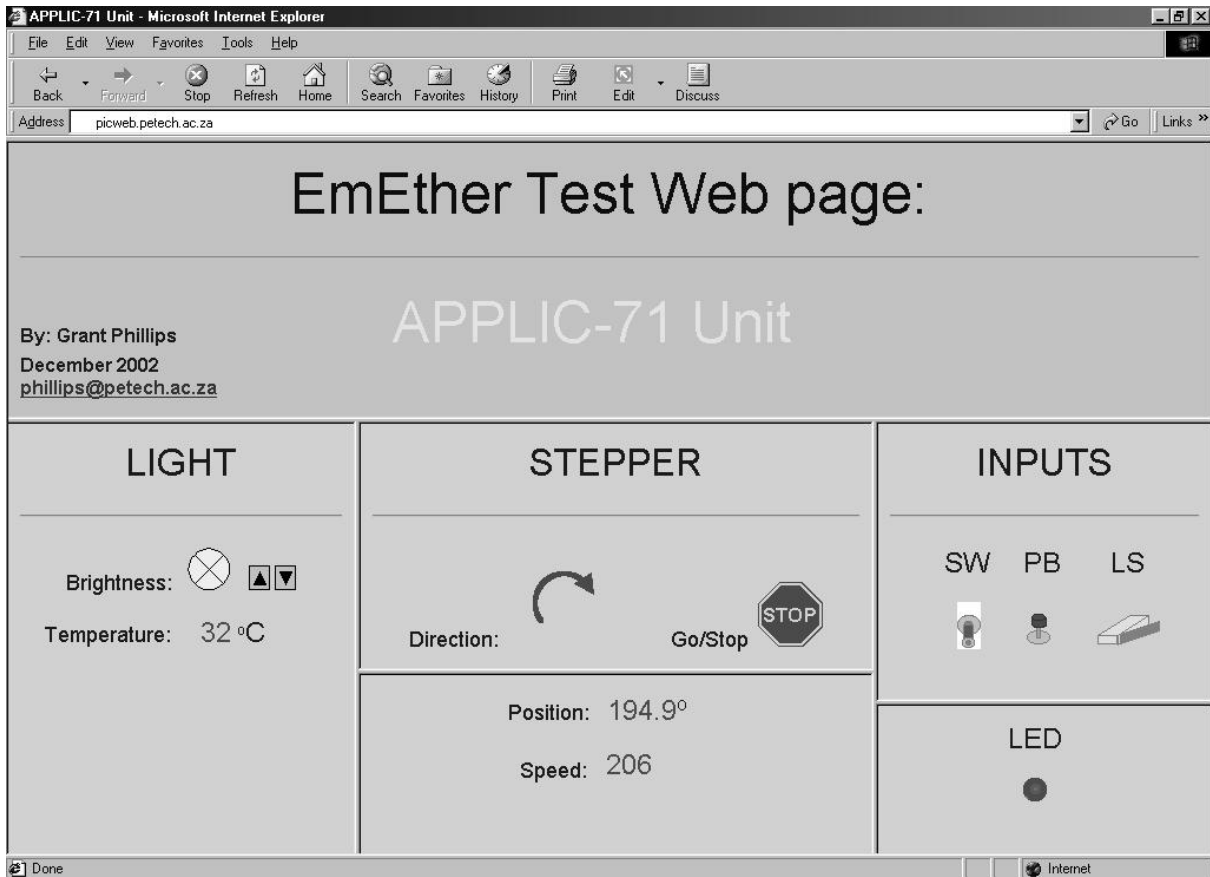 APPLIC-71 Unit - Microsoft Internet Explorer
File Edit View Favorites Tools Help
Back Forward Stop Refresh Home Search Favorites History Print Edit Discuss
Address picweb.petech.ac.za Go Links »
EmEther Test Web page:
APPLIC-71 Unit
By: Grant Phillips
December 2002
phillips@petech.ac.za
LIGHT
Brightness:
Temperature: 32 ºC
STEPPER
Direction: Go/Stop STOP
Position: 194.9º
Speed: 206
INPUTS
SW PB LS
LED
Done Internet